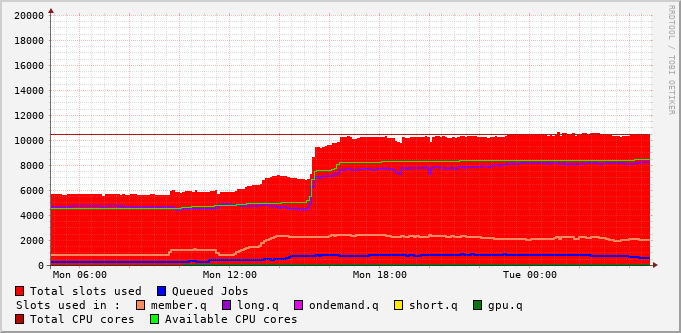 20000
18000
16000
14000
12000
10000
8000
6000
4000
2000
0
Mon 06:00 Mon 12:00 Mon 18:00 Tue 00:00
Total slots used Queued Jobs
Slots used in : member.q long.q ondemand.q short.q gpu.q
Total CPU cores Available CPU cores
RRDTOOL / TOBI OETIKER